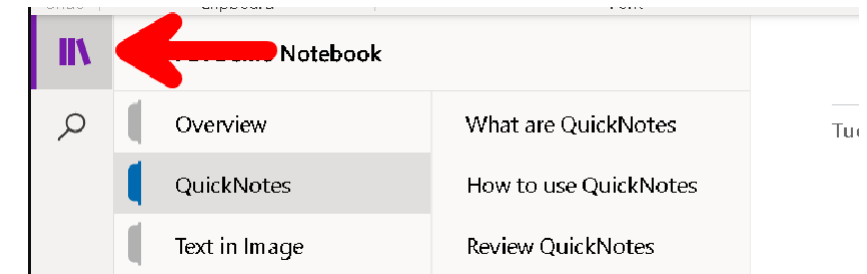 Notebook
Overview
What are QuickNotes
QuickNotes
How to use QuickNotes
Text in Image
Review QuickNotes